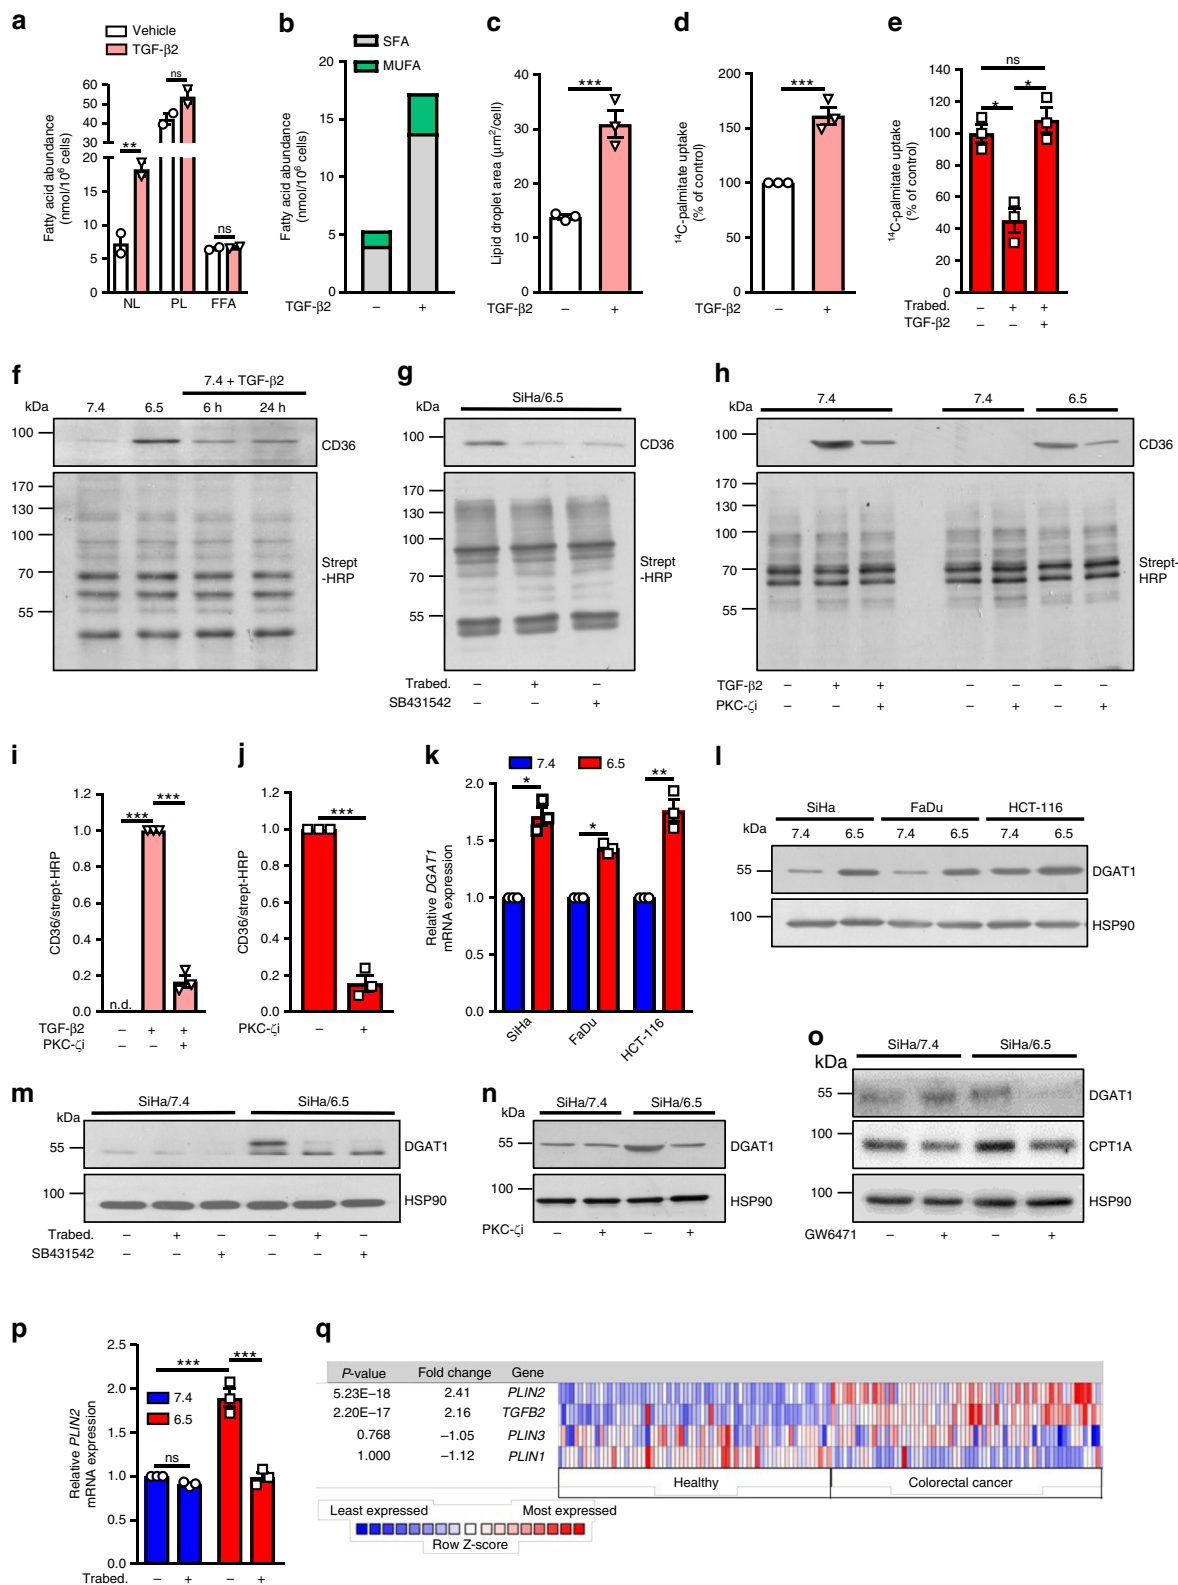 a
Vehicle
TGF-β2
Fatty acid abundance
(nmol/10⁶ cells)
60
50
40
30
20
15
10
5
0
**
ns
ns
NL PL FFA
b
SFA
MUFA
Fatty acid abundance
(nmol/10⁶ cells)
20
15
10
5
0
TGF-β2 – +
c
Lipid droplet area (μm²/cell)
40
30
20
10
0
***
TGF-β2 – +
d
¹⁴C-palmitate uptake
(% of control)
200
150
100
50
0
***
TGF-β2 – +
e
¹⁴C-palmitate uptake
(% of control)
140
120
100
80
60
40
20
0
ns
* *
Trabed. – + +
TGF-β2 – – +
f
7.4 + TGF-β2
kDa 7.4 6.5 6 h 24 h
100
CD36
170
130
100
70
55
Strept
-HRP
g
SiHa/6.5
kDa
100
CD36
170
130
100
70
55
Strept
-HRP
Trabed. – + –
SB431542 – – +
h
7.4 7.4 6.5
kDa
100
CD36
170
130
100
70
55
Strept-
HRP
TGF-β2 – + + – – – –
PKC-ζi – – + – + – +
i
CD36/strept-HRP
1.2
1.0
0.8
0.6
0.4
0.2
0.0
*** ***
n.d.
TGF-β2 – + +
PKC-ζi – – +
j
CD36/strept-HRP
1.2
1.0
0.8
0.6
0.4
0.2
0.0
***
PKC-ζi – +
k
7.4 6.5
Relative DGAT1
mRNA expression
2.0
1.5
1.0
0.5
0.0
* * **
SiHa FaDu HCT-116
l
SiHa FaDu HCT-116
kDa 7.4 6.5 7.4 6.5 7.4 6.5
55
DGAT1
100
HSP90
m
SiHa/7.4 SiHa/6.5
kDa
55
DGAT1
100
HSP90
Trabed. – + – – + –
SB431542 – – + – – +
n
SiHa/7.4 SiHa/6.5
kDa
55
DGAT1
100
HSP90
PKC-ζi – + – +
o
SiHa/7.4 SiHa/6.5
kDa
55
DGAT1
100
CPT1A
100
HSP90
GW6471 – + – +
p
Relative PLIN2
mRNA expression
2.5
2.0
1.5
1.0
0.5
0.0
7.4
6.5
ns
*** ***
Trabed. – + – +
q
P-value Fold change Gene
5.23E–18 2.41 PLIN2
2.20E–17 2.16 TGFB2
0.768 –1.05 PLIN3
1.000 –1.12 PLIN1
Healthy Colorectal cancer
Least expressed Most expressed
Row Z-score